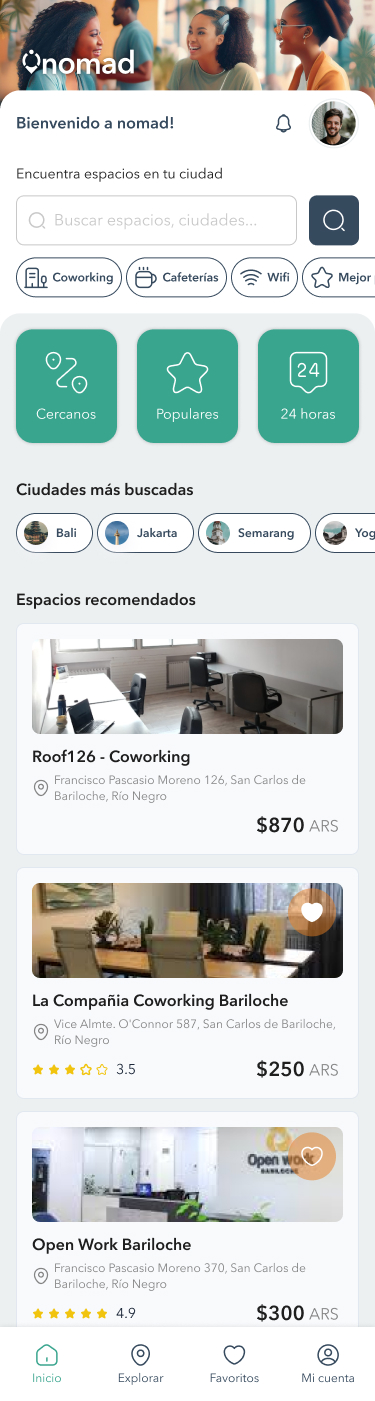 nomad
Bienvenido a nomad!
Encuentra espacios en tu ciudad
Buscar espacios, ciudades...
Coworking
Cafeterías
Wifi
Mejor
Cercanos
Populares
24
24 horas
Ciudades más buscadas
Bali
Jakarta
Semarang
Yog
Espacios recomendados
Roof126 - Coworking
Francisco Pascasio Moreno 126, San Carlos de
Bariloche, Río Negro
$870 ARS
La Compañia Coworking Bariloche
Vice Almte. O'Connor 587, San Carlos de Bariloche,
Río Negro
3.5
$250 ARS
Open work
BARILOCHE
Open Work Bariloche
Francisco Pascasio Moreno 370, San Carlos de
Bariloche, Río Negro
4.9
$300 ARS
Inicio
Explorar
Favoritos
Mi cuenta